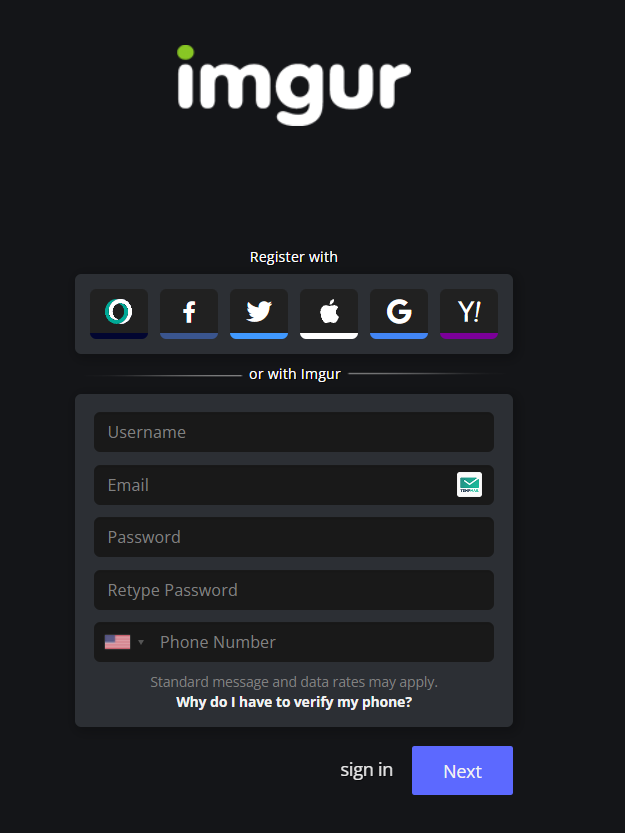 imgur
Register with
Y!
or with Imgur
Username
Email
TEMPMAIL
Password
Retype Password
Phone Number
Standard message and data rates may apply.
Why do I have to verify my phone?
sign in
Next